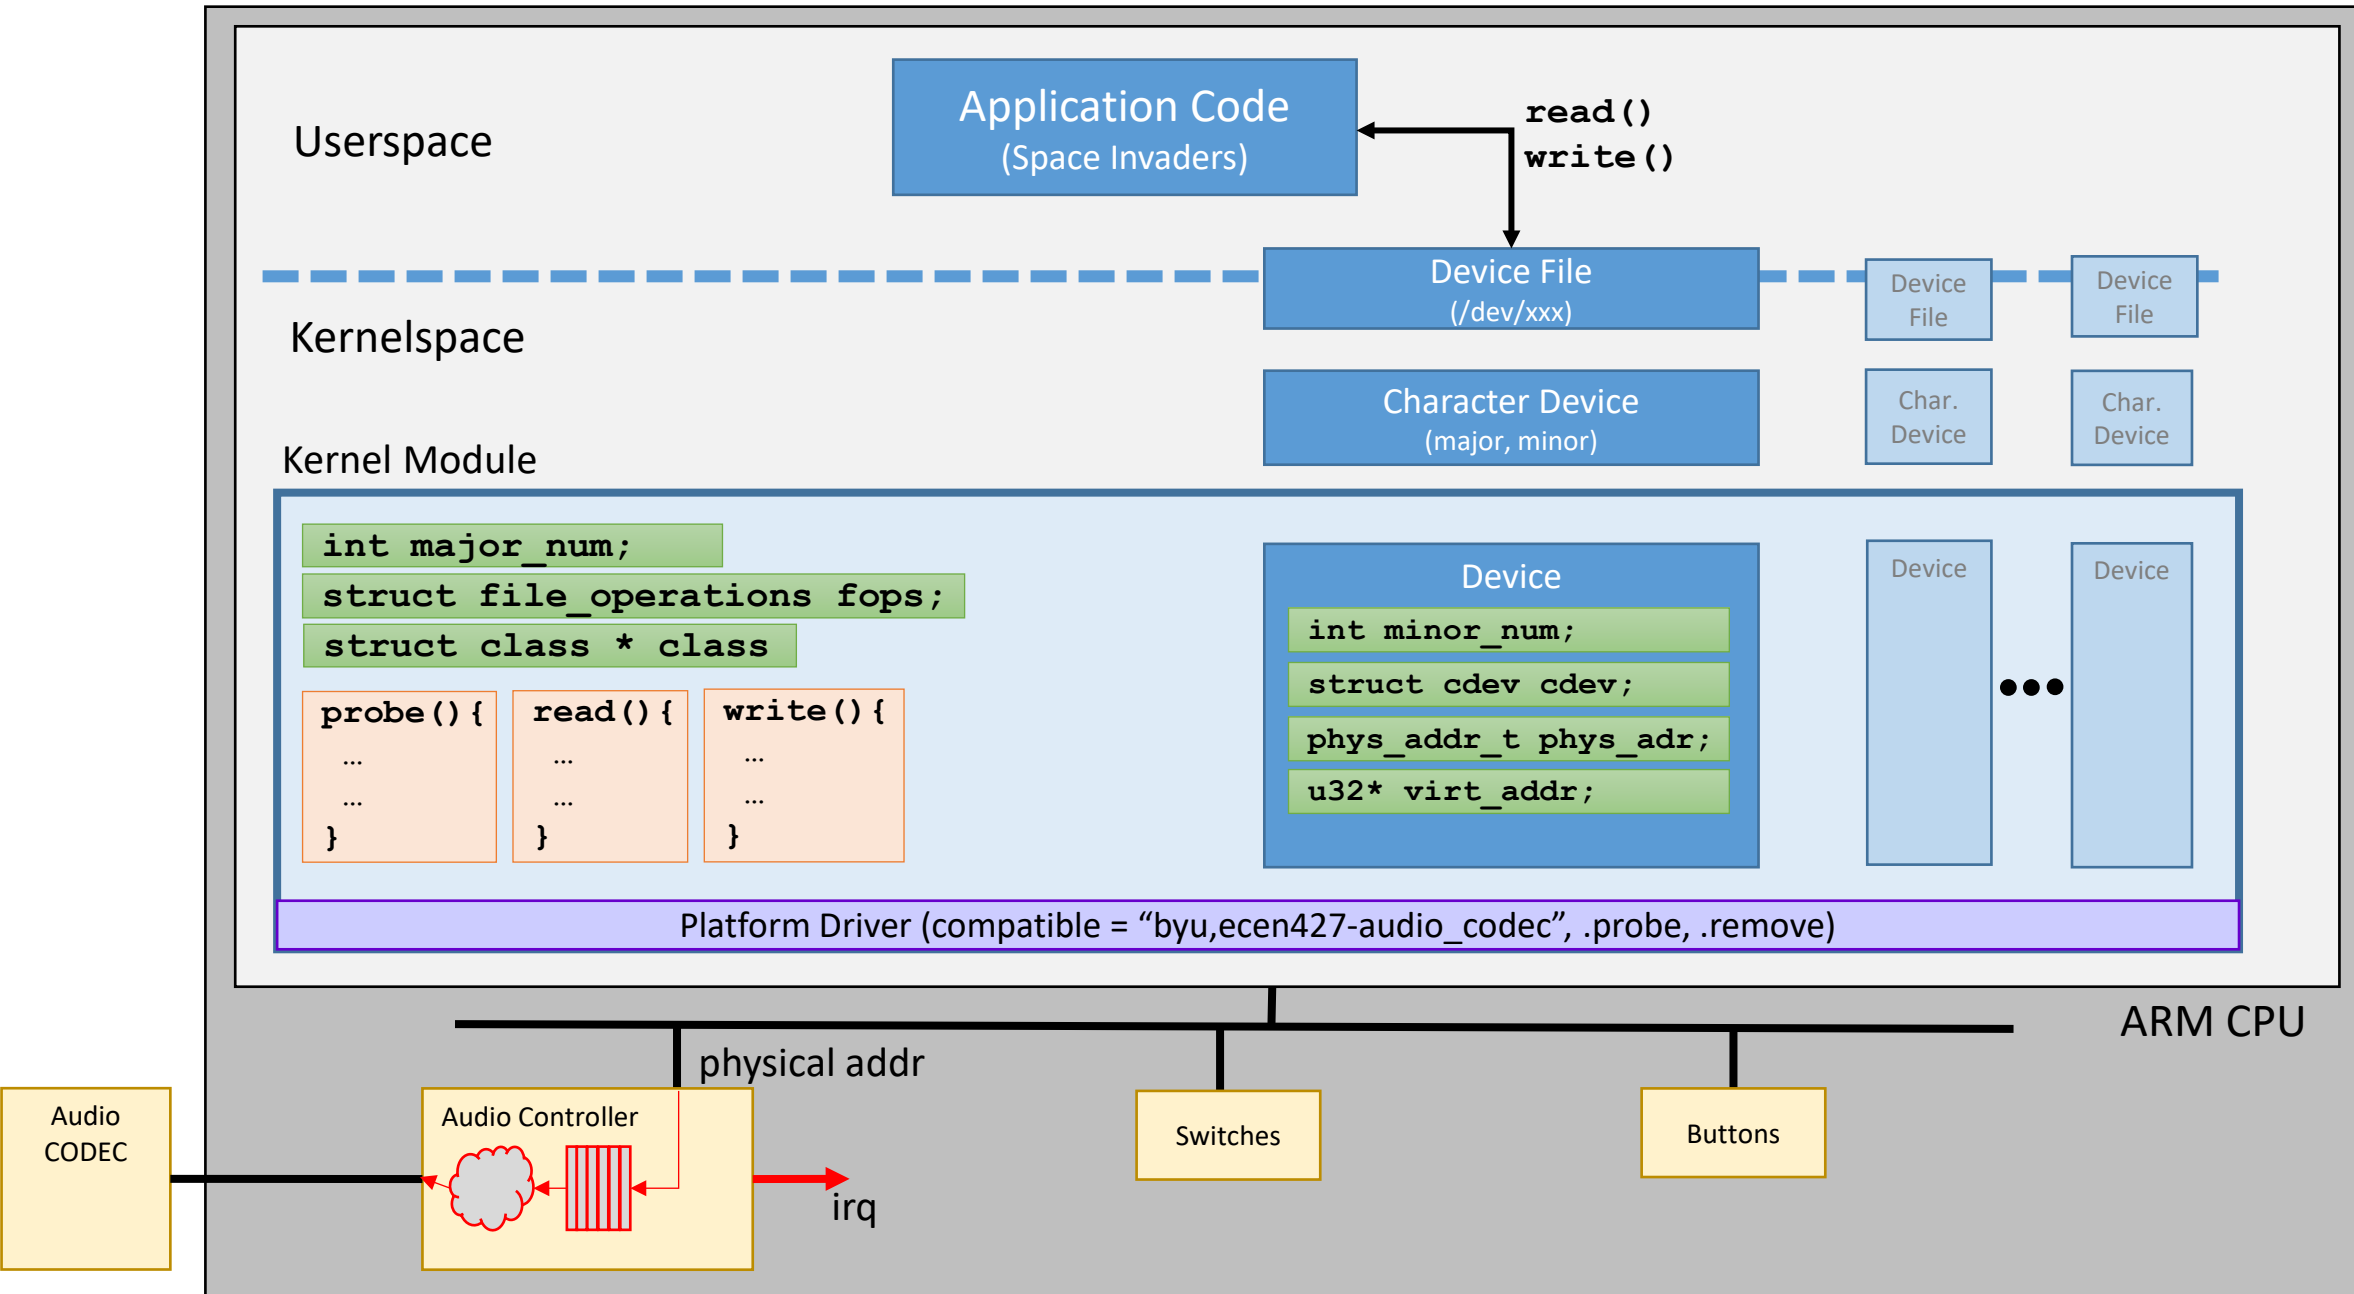 Userspace
Application Code
(Space Invaders)
read()
write()
Device File
(/dev/xxx)
Device
File
Device
File
Kernelspace
Character Device
(major, minor)
Char.
Device
Char.
Device
Kernel Module
int major_num;
struct file_operations fops;
struct class * class
probe(){
…
…
}
read(){
…
…
}
write(){
…
…
}
Device
int minor_num;
struct cdev cdev;
phys_addr_t phys_adr;
u32* virt_addr;
Device
Device
Platform Driver (compatible = “byu,ecen427-audio_codec”, .probe, .remove)
ARM CPU
physical addr
Audio
CODEC
Audio Controller
irq
Switches
Buttons